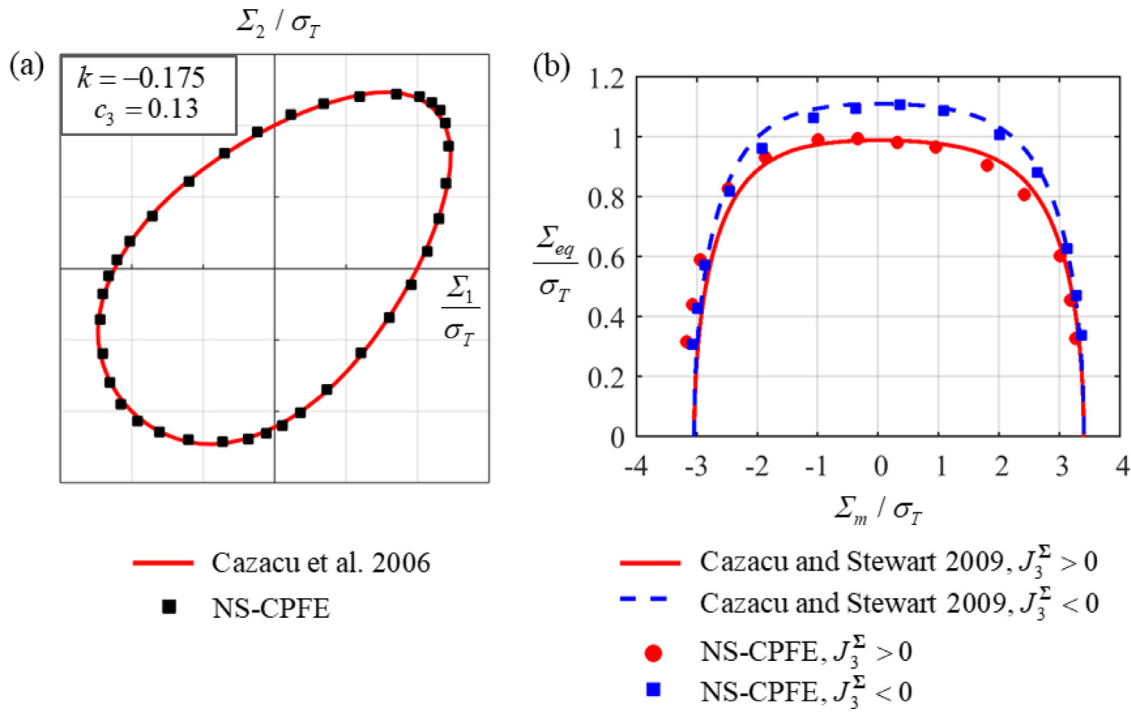 (a)
Σ2 / σT
k = −0.175
c3 = 0.13
Σ1
σT
Cazacu et al. 2006
NS-CPFE
(b)
1.2
1
0.8
0.6
0.4
0.2
0
Σeq
σT
-4 -3 -2 -1 0 1 2 3 4
Σm / σT
Cazacu and Stewart 2009, J3Σ > 0
Cazacu and Stewart 2009, J3Σ < 0
NS-CPFE, J3Σ > 0
NS-CPFE, J3Σ < 0